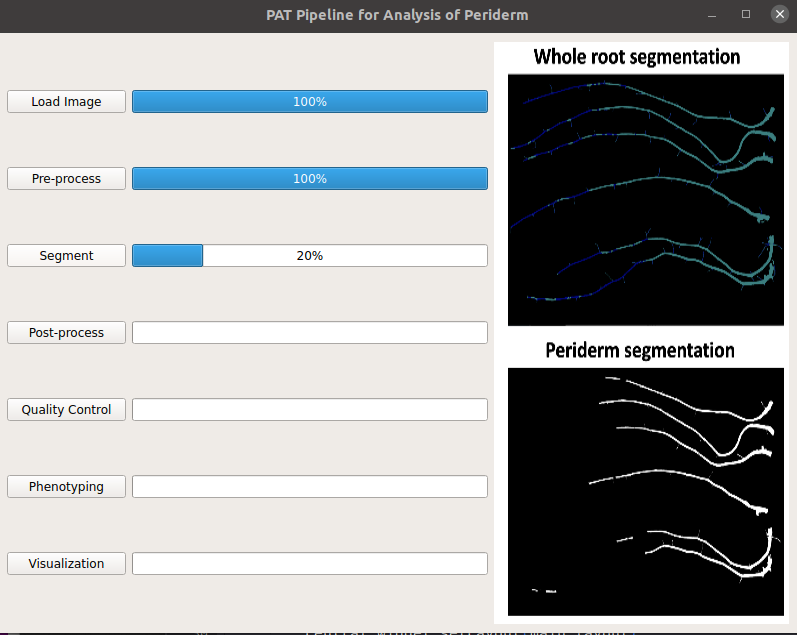 PAT Pipeline for Analysis of Periderm
Load Image
100%
Pre-process
100%
Segment
20%
Post-process
Quality Control
Phenotyping
Visualization
Whole root segmentation
Periderm segmentation